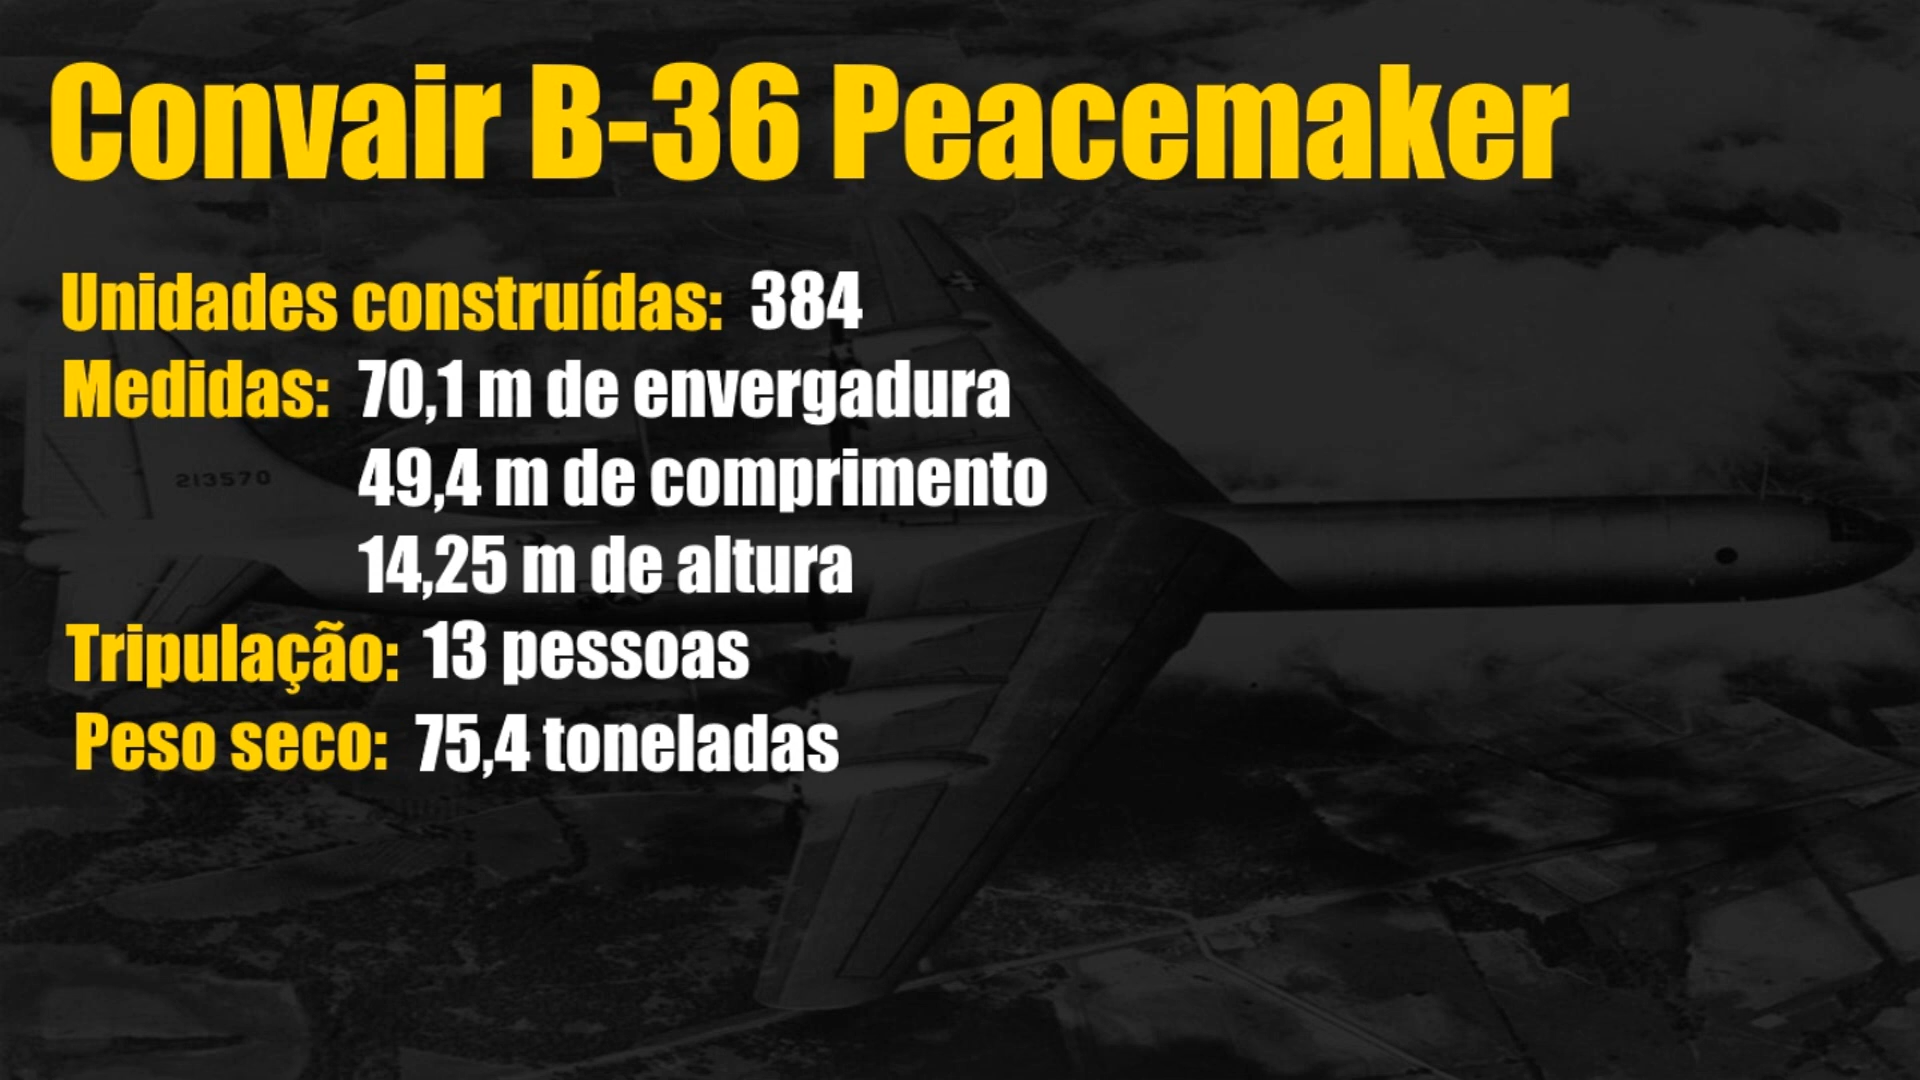 Convair B-36 Peacemaker
Unidades construídas: 384
Medidas: 70,1 m de envergadura
49,4 m de comprimento
14,25 m de altura
213570
Tripulação: 13 pessoas
Peso seco: 75,4 toneladas